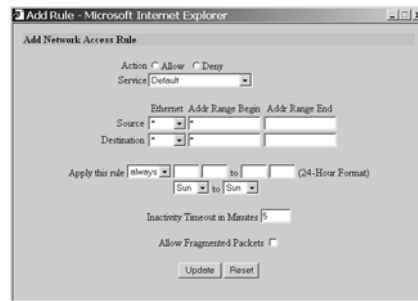 Add Rule - Microsoft Internet Explorer
Add Network Access Rule
Action Allow Deny
Service Default
Ethernet Addr Range Begin Addr Range End
Source * *
Destination * *
Apply this rule always : to : (24-Hour Format)
Sun to Sun
Inactivity Timeout in Minutes 5
Allow Fragmented Packets
Update Reset